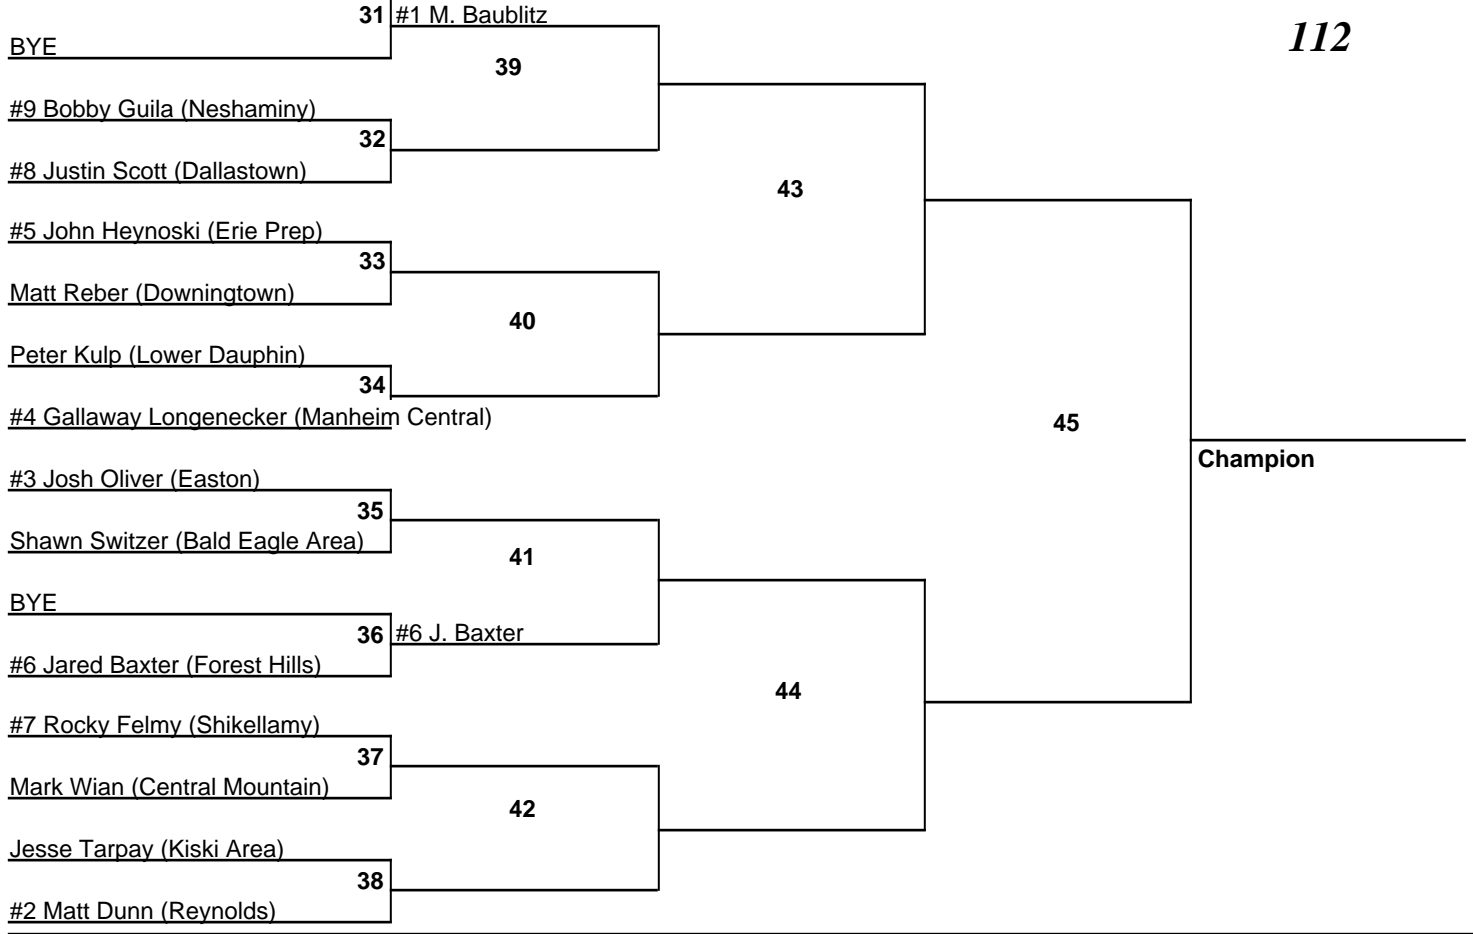 31 #1 M. Baublitz
112
BYE
39
#9 Bobby Guila (Neshaminy)
32
#8 Justin Scott (Dallastown)
43
#5 John Heynoski (Erie Prep)
33
Matt Reber (Downingtown)
40
Peter Kulp (Lower Dauphin)
34
#4 Gallaway Longenecker (Manheim Central)
45
Champion
#3 Josh Oliver (Easton)
35
Shawn Switzer (Bald Eagle Area)
41
BYE
36 #6 J. Baxter
#6 Jared Baxter (Forest Hills)
44
#7 Rocky Felmy (Shikellamy)
37
Mark Wian (Central Mountain)
42
Jesse Tarpay (Kiski Area)
38
#2 Matt Dunn (Reynolds)